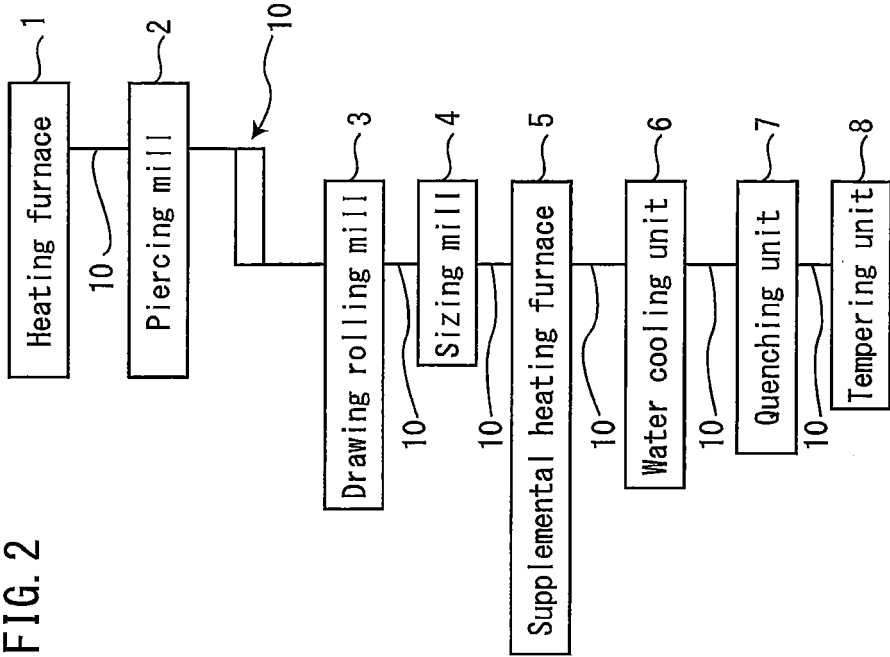 FIG. 2
Heating furnace
1
10
Piercing mill
2
10
Drawing rolling mill
3
10
Sizing mill
4
10
Supplemental heating furnace
5
10
Water cooling unit
6
10
Quenching unit
7
10
Tempering unit
8